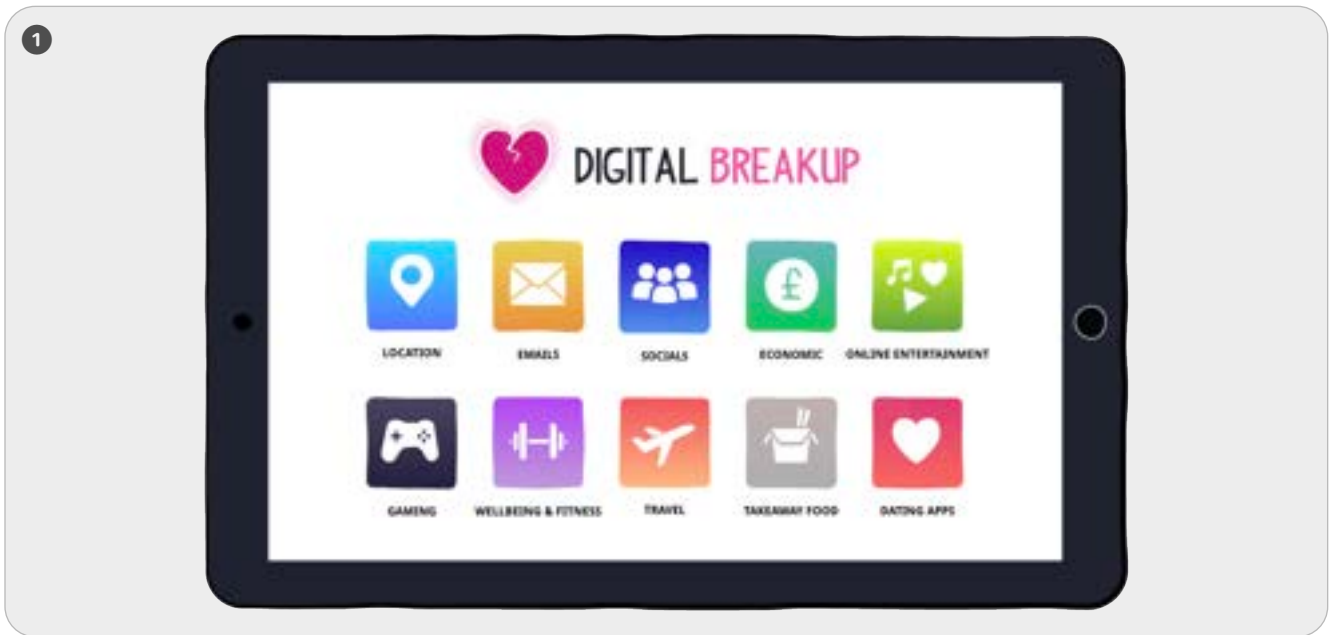 1
DIGITAL BREAKUP
LOCATION
EMAILS
SOCIALS
£
ECONOMIC
ONLINE ENTERTAINMENT
GAMING
WELLBEING & FITNESS
TRAVEL
TAKEAWAY FOOD
DATING APPS